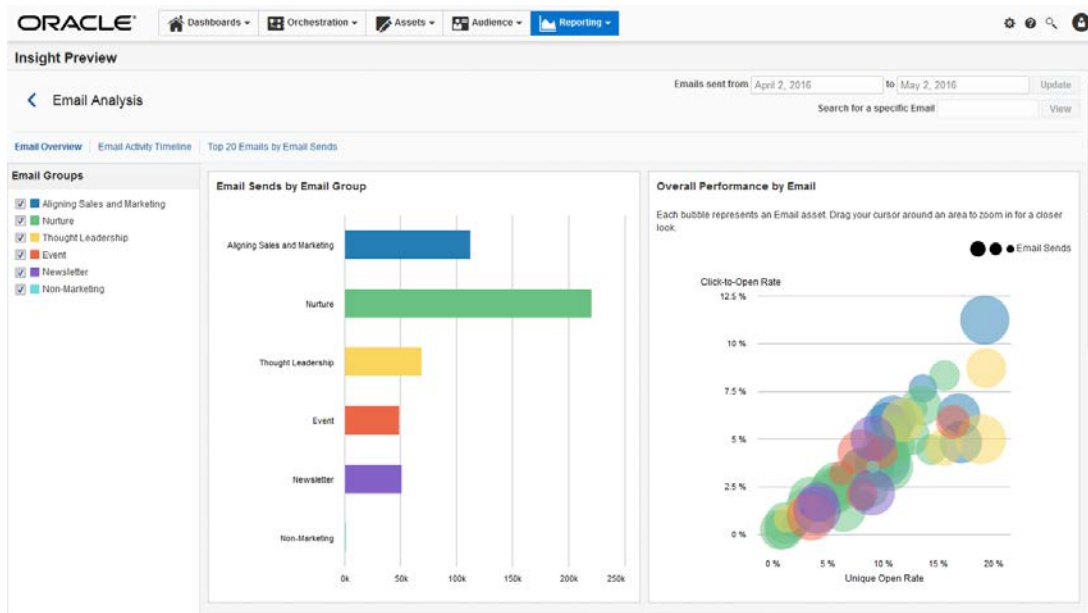 ORACLE®
Dashboards
Orchestration
Assets
Audience
Reporting
Insight Preview
Email Analysis
Emails sent from April 2, 2016 to May 2, 2016 Update
Search for a specific Email View
Email Overview Email Activity Timeline Top 20 Emails by Email Sends
Email Groups
Aligning Sales and Marketing
Nurture
Thought Leadership
Event
Newsletter
Non-Marketing
Email Sends by Email Group
Aligning Sales and Marketing
Nurture
Thought Leadership
Event
Newsletter
Non-Marketing
0k 50k 100k 150k 200k 250k
Overall Performance by Email
Each bubble represents an Email asset. Drag your cursor around an area to zoom in for a closer
look.
Email Sends
Click-to-Open Rate
12.5 %
10 %
7.5 %
5 %
2.5 %
0 %
0 % 5 % 10 % 15 % 20 %
Unique Open Rate